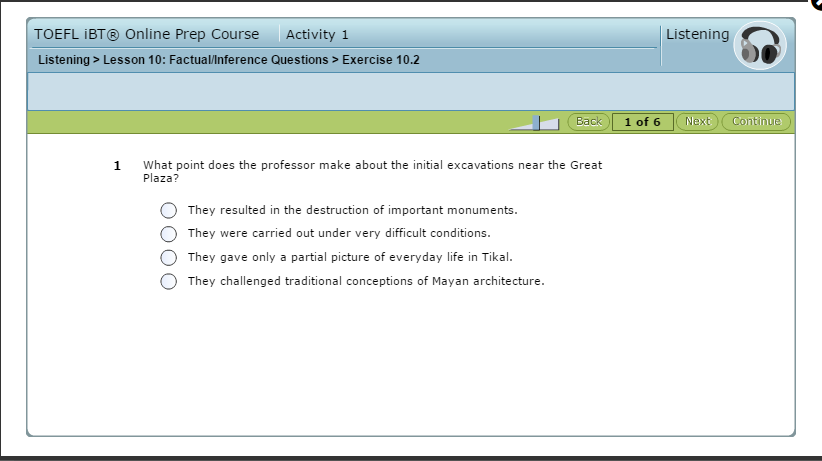 TOEFL iBT® Online Prep Course Activity 1 Listening
Listening > Lesson 10: Factual/Inference Questions > Exercise 10.2
Back 1 of 6 Next Continue
1 What point does the professor make about the initial excavations near the Great
Plaza?
They resulted in the destruction of important monuments.
They were carried out under very difficult conditions.
They gave only a partial picture of everyday life in Tikal.
They challenged traditional conceptions of Mayan architecture.